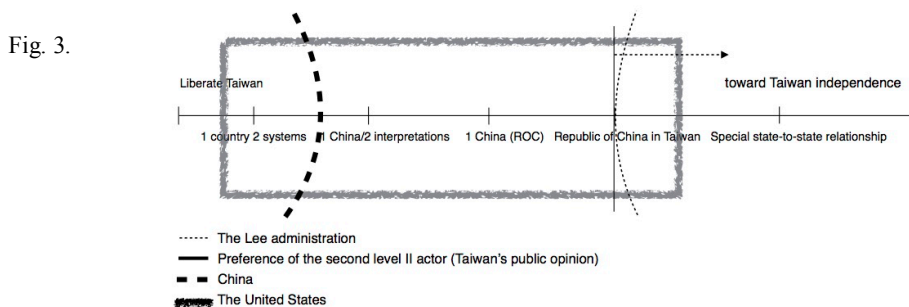 Fig. 3.
Liberate Taiwan
toward Taiwan independence
1 country 2 systems
1 China/2 interpretations
1 China (ROC)
Republic of China in Taiwan
Special state-to-state relationship
The Lee administration
Preference of the second level II actor (Taiwan's public opinion)
China
The United States